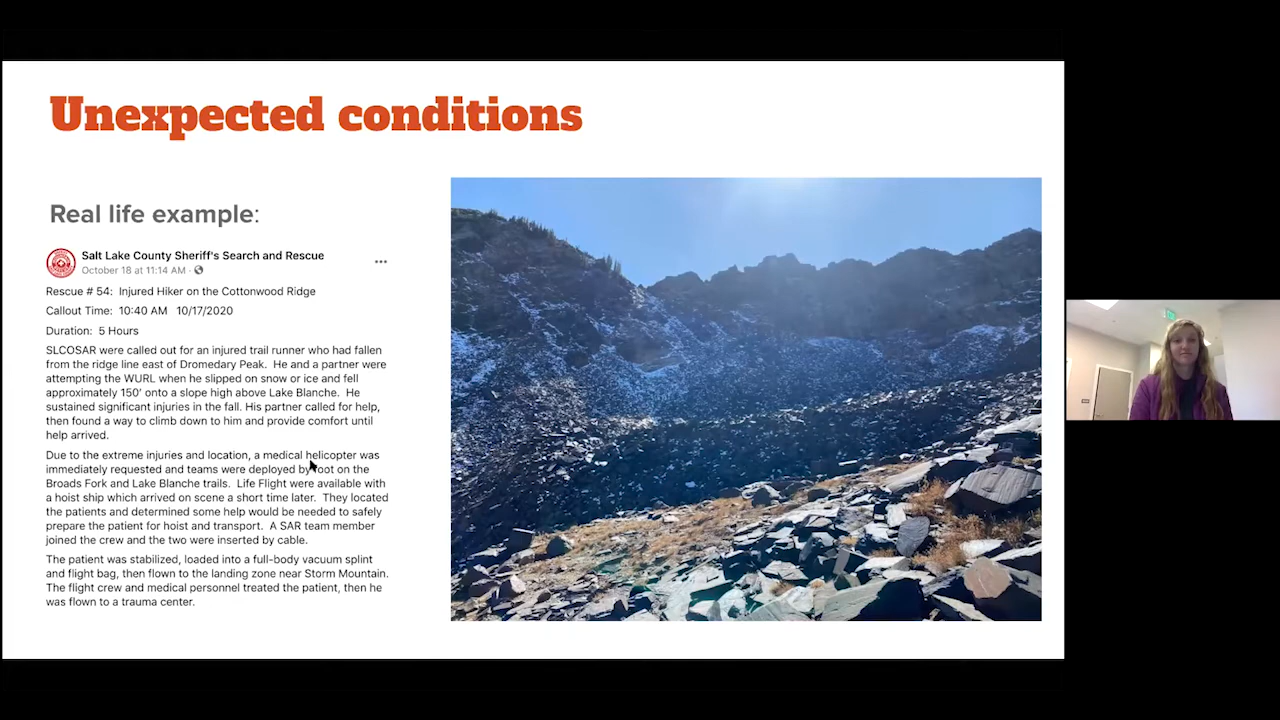 Unexpected conditions
Real life example:
Salt Lake County Sheriff's Search and Rescue
October 18 at 11:14 AM ·
Rescue # 54: Injured Hiker on the Cottonwood Ridge
Callout Time: 10:40 AM 10/17/2020
Duration: 5 Hours
SLCOSAR were called out for an injured trail runner who had fallen
from the ridge line east of Dromedary Peak. He and a partner were
attempting the WURL when he slipped on snow or ice and fell
approximately 150' onto a slope high above Lake Blanche. He
sustained significant injuries in the fall. His partner called for help,
then found a way to climb down to him and provide comfort until
help arrived.
Due to the extreme injuries and location, a medical helicopter was
immediately requested and teams were deployed by foot on the
Broads Fork and Lake Blanche trails. Life Flight were available with
a hoist ship which arrived on scene a short time later. They located
the patients and determined some help would be needed to safely
prepare the patient for hoist and transport. A SAR team member
joined the crew and the two were inserted by cable.
The patient was stabilized, loaded into a full-body vacuum splint
and flight bag, then flown to the landing zone near Storm Mountain.
The flight crew and medical personnel treated the patient, then he
was flown to a trauma center.